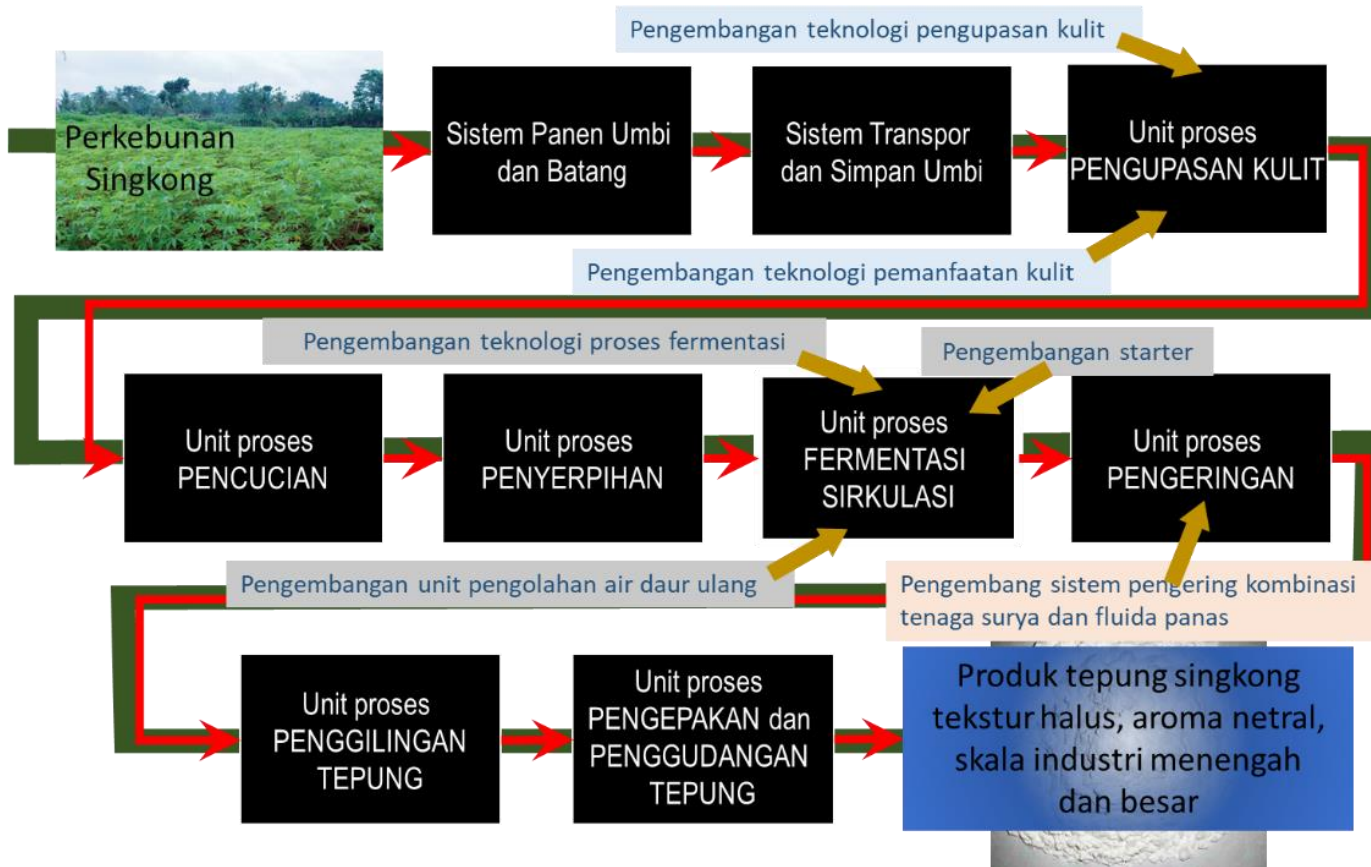 Pengembangan teknologi pengupasan kulit
Perkebunan
Singkong
Sistem Panen Umbi
dan Batang
Sistem Transpor
dan Simpan Umbi
Unit proses
PENGUPASAN KULIT
Pengembangan teknologi pemanfaatan kulit
Pengembangan teknologi proses fermentasi
Pengembangan starter
Unit proses
PENCUCIAN
Unit proses
PENYERPIHAN
Unit proses
FERMENTASI
SIRKULASI
Unit proses
PENGERINGAN
Pengembangan unit pengolahan air daur ulang
Pengembang sistem pengering kombinasi
tenaga surya dan fluida panas
Unit proses
PENGGILINGAN
TEPUNG
Unit proses
PENGEPAKAN dan
PENGGUDANGAN
TEPUNG
Produk tepung singkong
tekstur halus, aroma netral,
skala industri menengah
dan besar